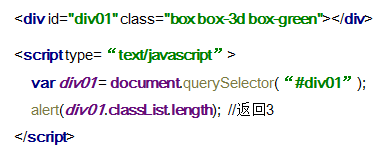 <div id="div01" class="box box-3d box-green"></div>
<script type=“text/javascript”>
var div01= document.querySelector(“#div01”);
alert(div01.classList.length); //返回3
</script>